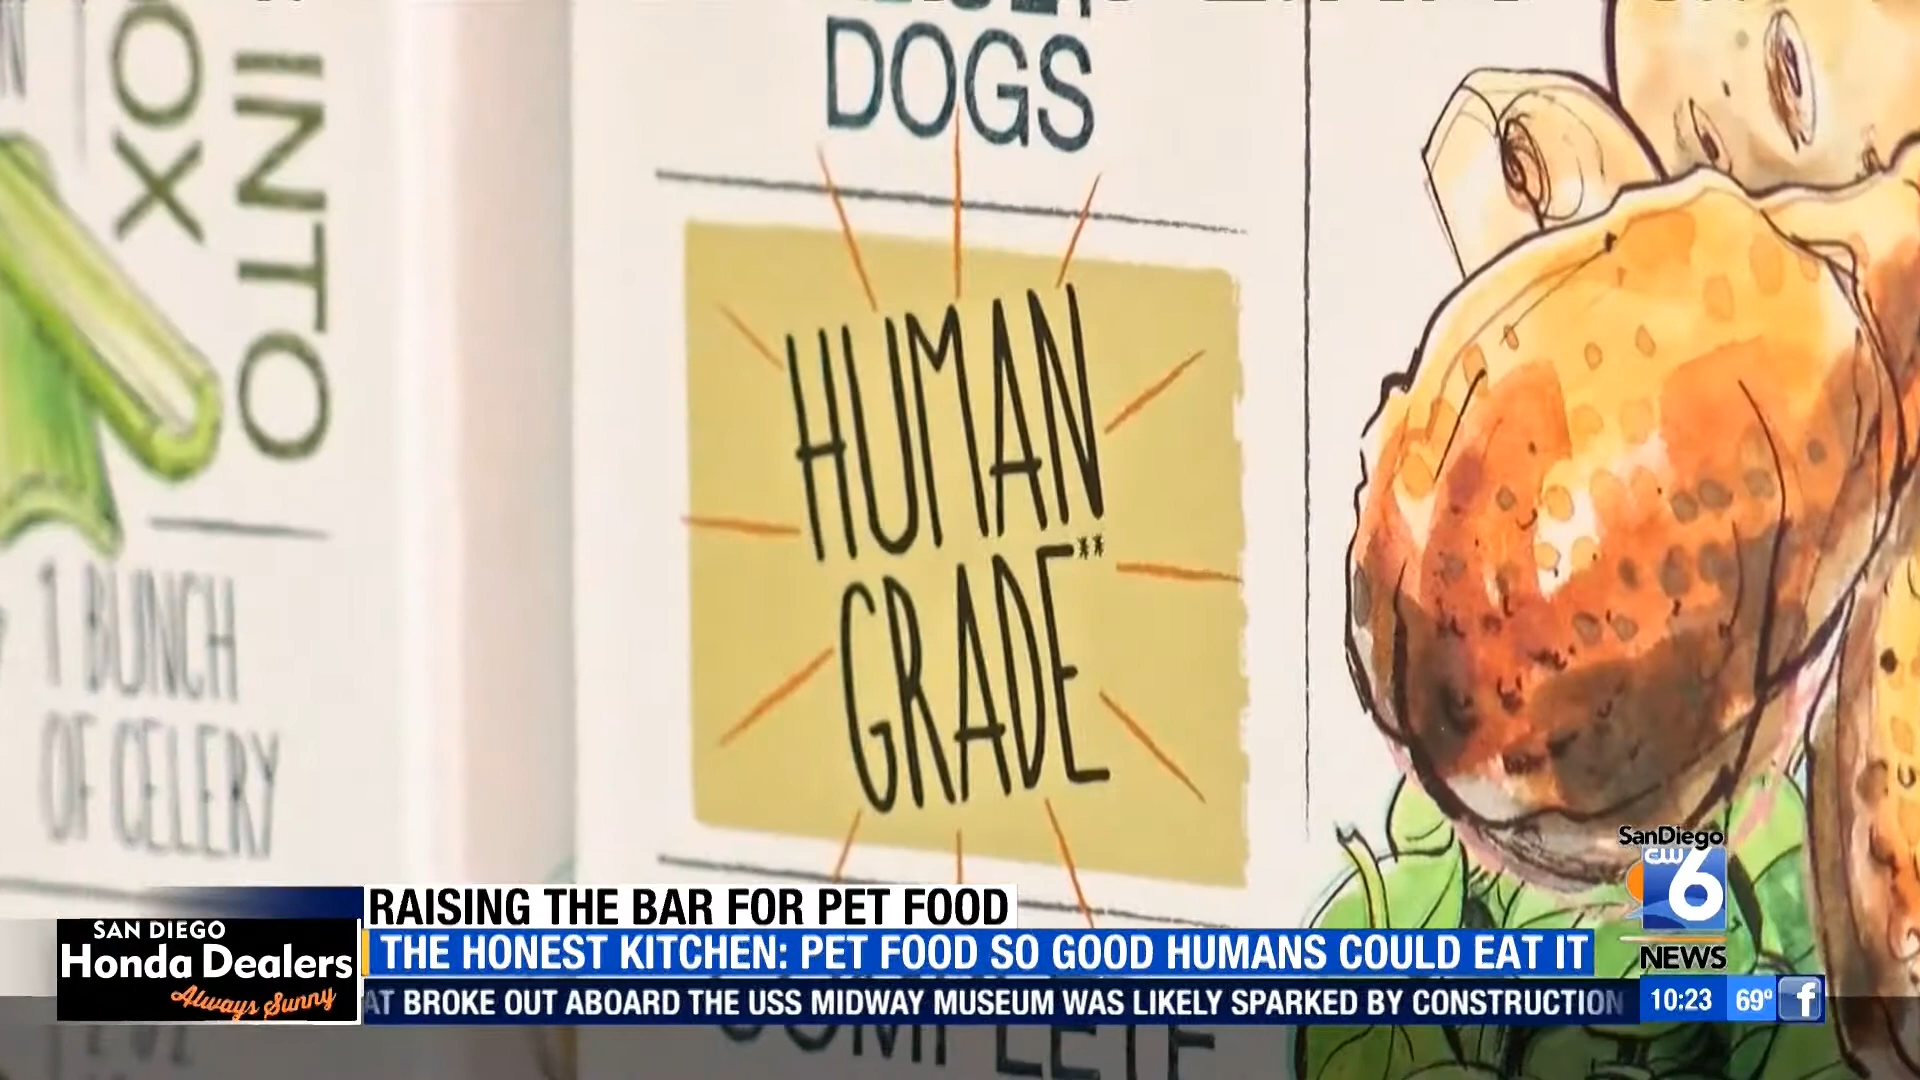 DOGS
INTO
OX
HUMAN
GRADE**
1 BUNCH
OF CELERY
SanDiego
CW
6
NEWS
RAISING THE BAR FOR PET FOOD
THE HONEST KITCHEN: PET FOOD SO GOOD HUMANS COULD EAT IT
SAN DIEGO
Honda Dealers
Always Sunny
AT BROKE OUT ABOARD THE USS MIDWAY MUSEUM WAS LIKELY SPARKED BY CONSTRUCTION
10:23 69° f
COMPLETE